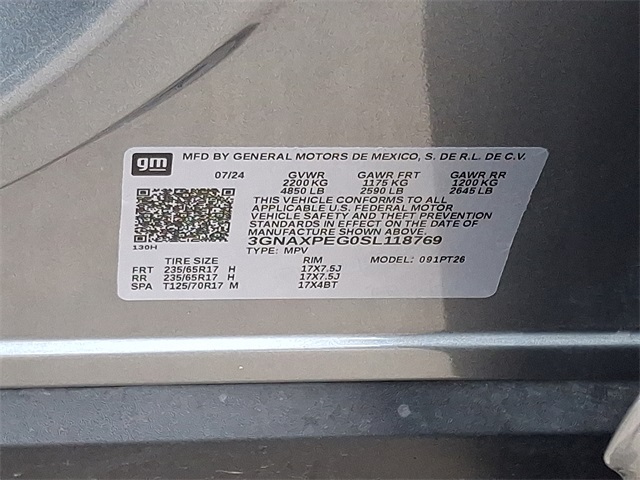 gm MFD BY GENERAL MOTORS DE MEXICO, S. DE R.L. DE C.V.
07/24 GVWR GAWR FRT GAWR RR
2200 KG 1175 KG 1200 KG
4850 LB 2590 LB 2645 LB
THIS VEHICLE CONFORMS TO ALL
APPLICABLE U.S. FEDERAL MOTOR
VEHICLE SAFETY AND THEFT PREVENTION
STANDARDS IN EFFECT ON THE DATE OF
MANUFACTURE SHOWN ABOVE.
3GNAXPEG0SL118769
130H TYPE: MPV MODEL: 091PT26
TIRE SIZE RIM
FRT 235/65R17 H 17X7.5J
RR 235/65R17 H 17X7.5J
SPA T125/70R17 M 17X4BT